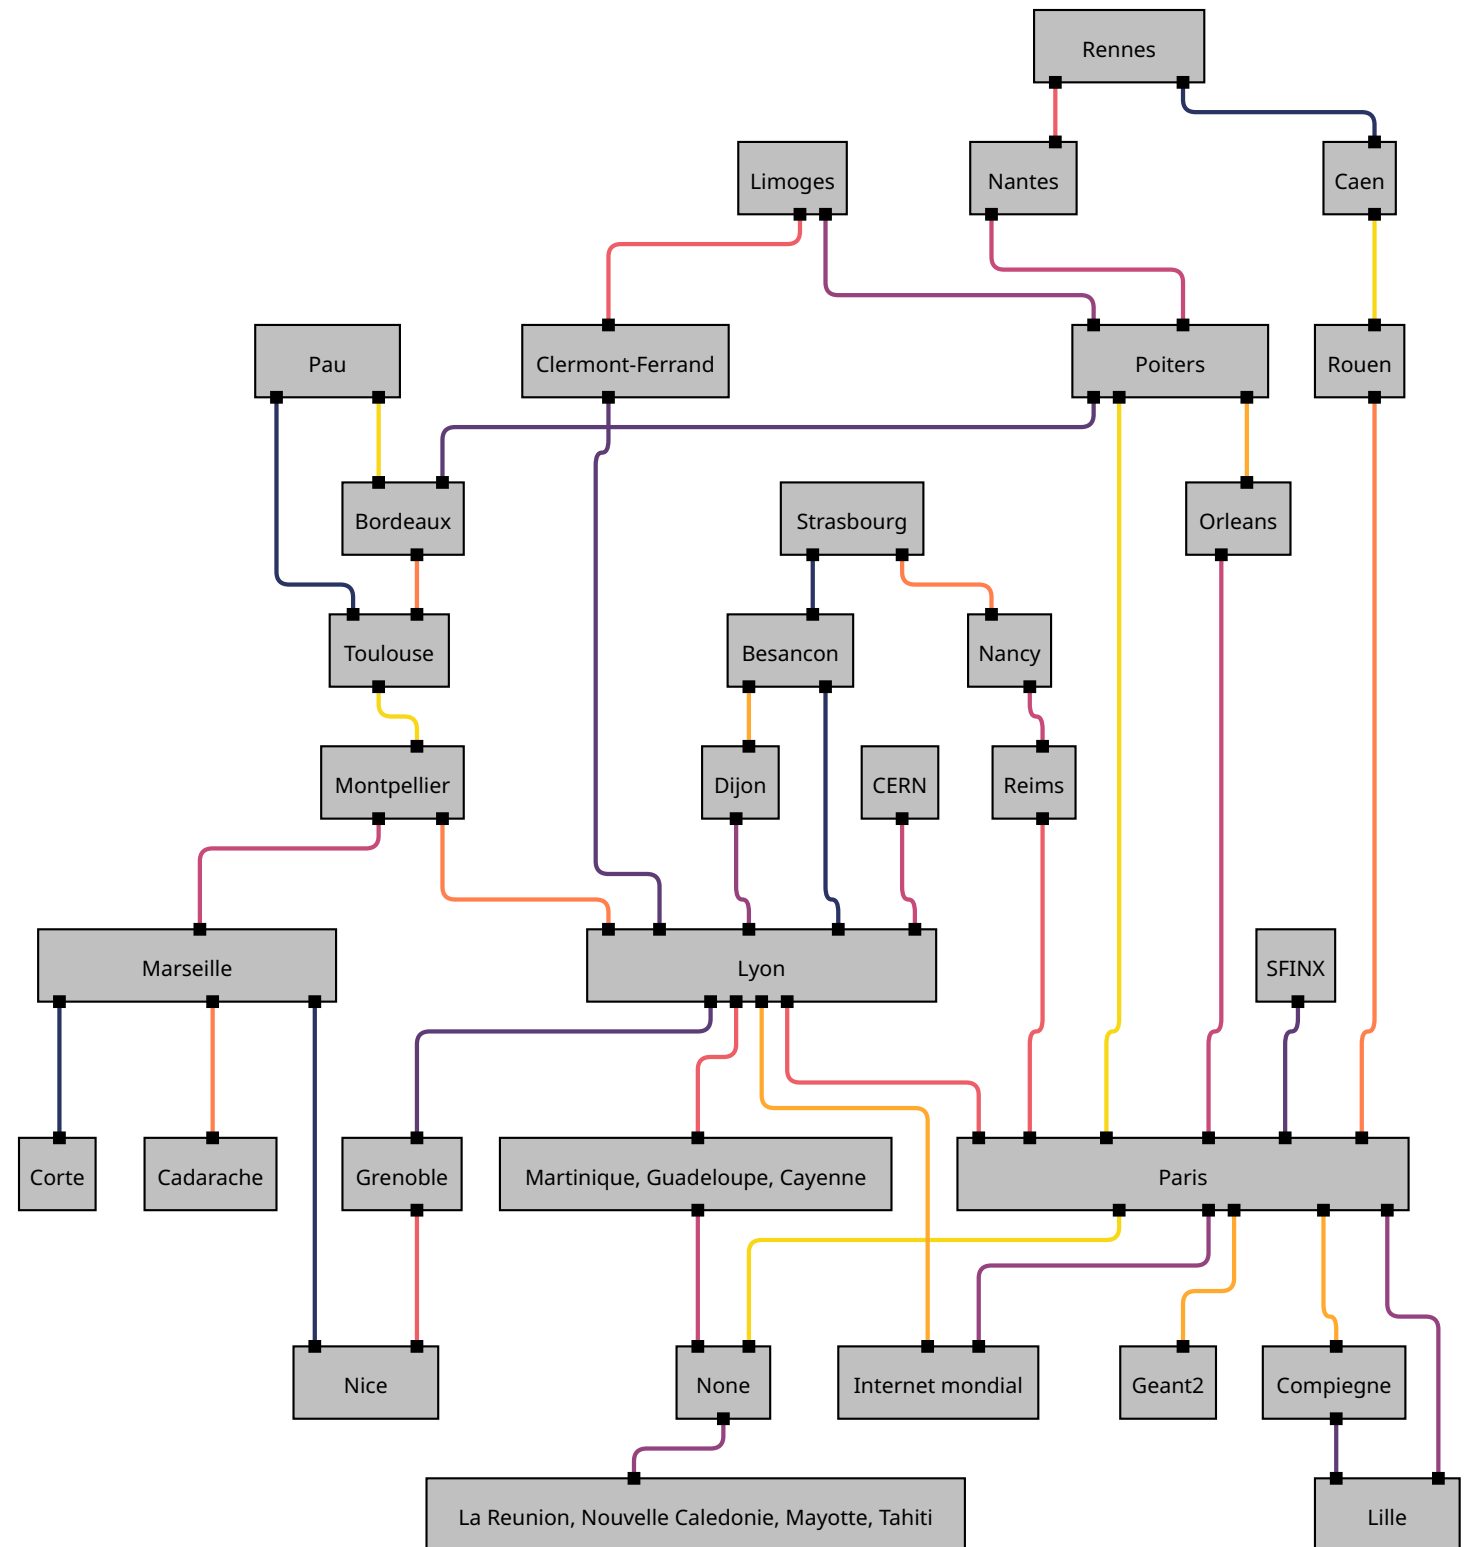 Rennes
Limoges
Nantes
Caen
Pau
Clermont-Ferrand
Poiters
Rouen
Bordeaux
Strasbourg
Orleans
Toulouse
Besancon
Nancy
Montpellier
Dijon
CERN
Reims
Marseille
Lyon
SFINX
Corte
Cadarache
Grenoble
Martinique, Guadeloupe, Cayenne
Paris
Nice
None
Internet mondial
Geant2
Compiegne
La Reunion, Nouvelle Caledonie, Mayotte, Tahiti
Lille